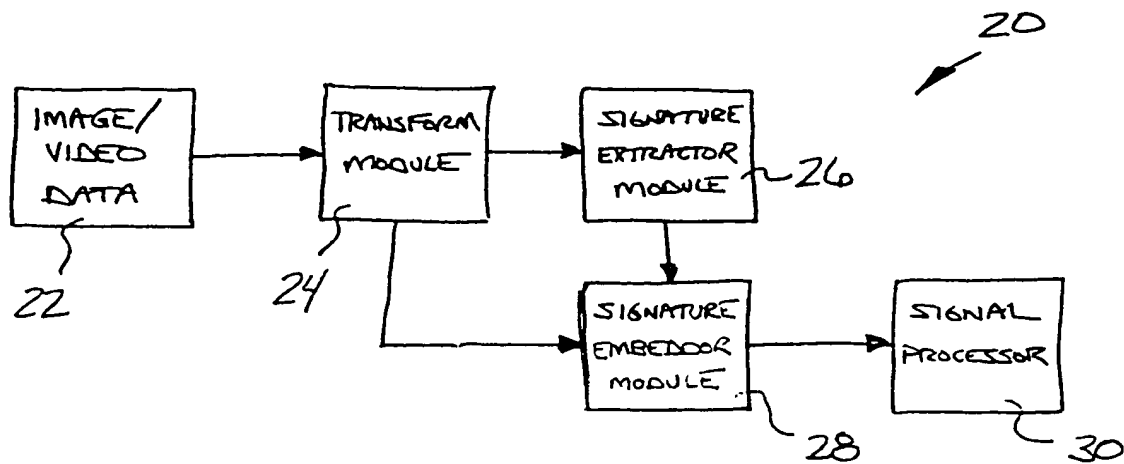 20
IMAGE/
VIDEO
DATA
22
TRANSFORM
MODULE
24
SIGNATURE
EXTRACTOR
MODULE
26
SIGNATURE
EMBEDDOR
MODULE
28
SIGNAL
PROCESSOR
30